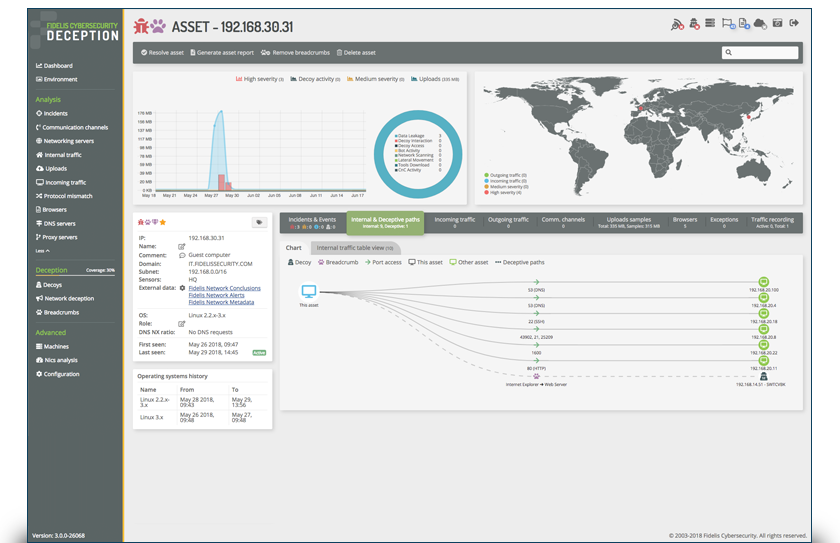 FIDELIS CYBERSECURITY
DECEPTION
ASSET - 192.168.30.31
Resolve asset Generate asset report Remove breadcrumbs Delete asset
Dashboard
Environment
Analysis
Incidents
Communication channels
Networking servers
Internal traffic
Uploads
Incoming traffic
Protocol mismatch
Browsers
DNS servers
Proxy servers
Less
Deception Coverage: 30%
Decoys
Network deception
Breadcrumbs
Advanced
Machines
Nics analysis
Configuration
Version: 3.0.0-26068
High severity (3) Decoy activity (0) Medium severity (0) Uploads (335 MB)
178 MB
156 MB
137 MB
117 MB
98 MB
78 MB
59 MB
39 MB
20 MB
0 KB
May 18 May 21 May 24 May 27 May 30 Jun 02 Jun 05 Jun 08 Jun 11 Jun 14 Jun 17
Data Leakage 3
Decoy Interaction 0
Decoy Access 0
Bot Activity 0
Network Scanning 0
Lateral Movement 0
Tools Download 0
CnC Activity 0
Outgoing traffic (0)
Incoming traffic (0)
Medium severity (0)
High severity (4)
IP: 192.168.30.31
Name:
Comment: Guest computer
Domain: IT.FIDELISSECURITY.COM
Subnet: 192.168.0.0/16
Sensors: HQ
External data: Fidelis Network Conclusions
Fidelis Network Alerts
Fidelis Network Metadata
OS: Linux 2.2.x-3.x
Role:
DNS NX ratio: No DNS requests
First seen: May 26 2018, 09:47
Last seen: May 29 2018, 14:45 Active
Operating systems history
Name From To
Linux 2.2.x-3.x May 28 2018, 09:43 May 29, 13:56
Linux 3.x May 26 2018, 09:48 May 27, 09:48
Incidents & Events
3 0 0 0
Internal & Deceptive paths
Internal: 9, Deceptive: 1
Incoming traffic
0
Outgoing traffic
0
Comm. channels
0
Uploads samples
Total: 335 MB, Samples: 315 MB
Browsers
3
Exceptions
0
Traffic recording
Active: 0, Total: 1
Chart Internal traffic table view (10)
Decoy Breadcrumb Port access This asset Other asset Deceptive paths
This asset
53 (DNS) 192.168.20.100
53 (DNS) 192.168.20.4
22 (SSH) 192.168.20.18
43902, 21, 25209 192.168.20.8
1600 192.168.20.22
80 (HTTP) 192.168.20.11
Internet Explorer Web Server
© 2003-2018 Fidelis Cybersecurity. All rights reserved.